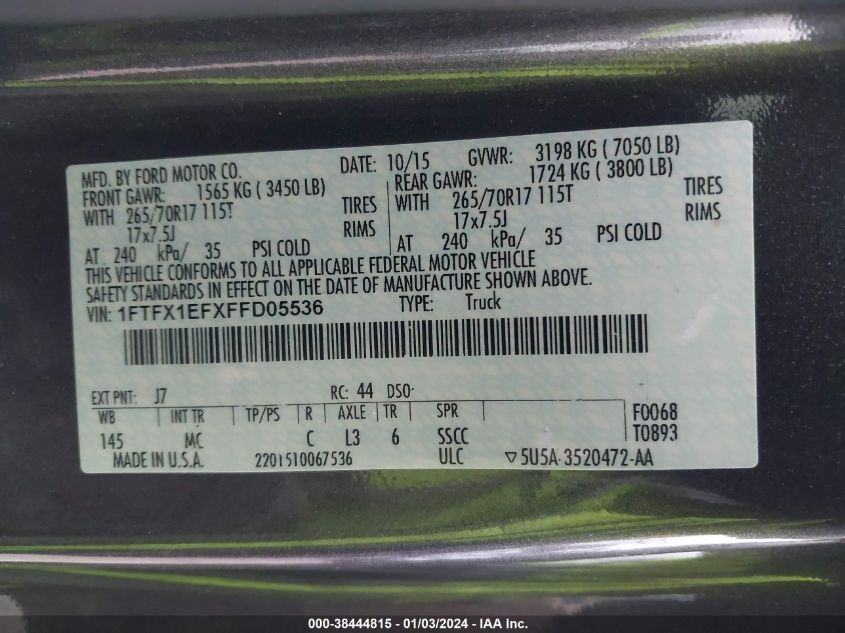 MFD. BY FORD MOTOR CO. DATE: 10/15 GVWR: 3198 KG ( 7050 LB)
FRONT GAWR: 1565 KG ( 3450 LB) REAR GAWR: 1724 KG ( 3800 LB)
WITH 265/70R17 115T TIRES WITH 265/70R17 115T TIRES
17x7.5J RIMS 17x7.5J RIMS
AT 240 kPa/ 35 PSI COLD AT 240 kPa/ 35 PSI COLD
THIS VEHICLE CONFORMS TO ALL APPLICABLE FEDERAL MOTOR VEHICLE
SAFETY STANDARDS IN EFFECT ON THE DATE OF MANUFACTURE SHOWN ABOVE.
VIN: 1FTFX1EFXFFD05536 TYPE: Truck
EXT PNT: J7 RC: 44 DSO:
WB INT TR TP/PS R AXLE TR SPR F0068
145 MC C L3 6 SSCC T0893
MADE IN U.S.A. 2201510067536 ULC ▽5U5A-3520472-AA
000-38444815 - 01/03/2024 - IAA Inc.